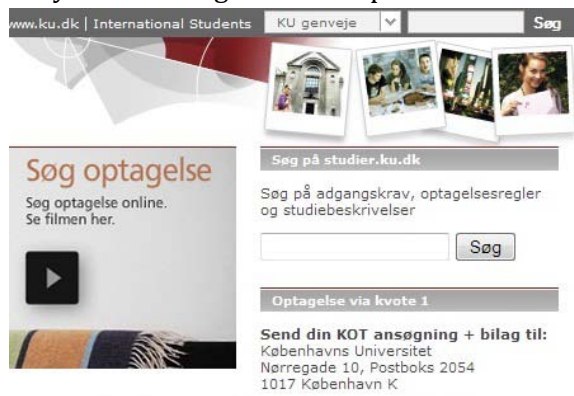 www.ku.dk | International Students KU genveje Søg
Søg optagelse
Søg optagelse online.
Se filmen her.
Søg på studier.ku.dk
Søg på adgangskrav, optagelsesregler
og studiebeskrivelser
Søg
Optagelse via kvote 1
Send din KOT ansøgning + bilag til:
Københavns Universitet
Nørregade 10, Postboks 2054
1017 København K